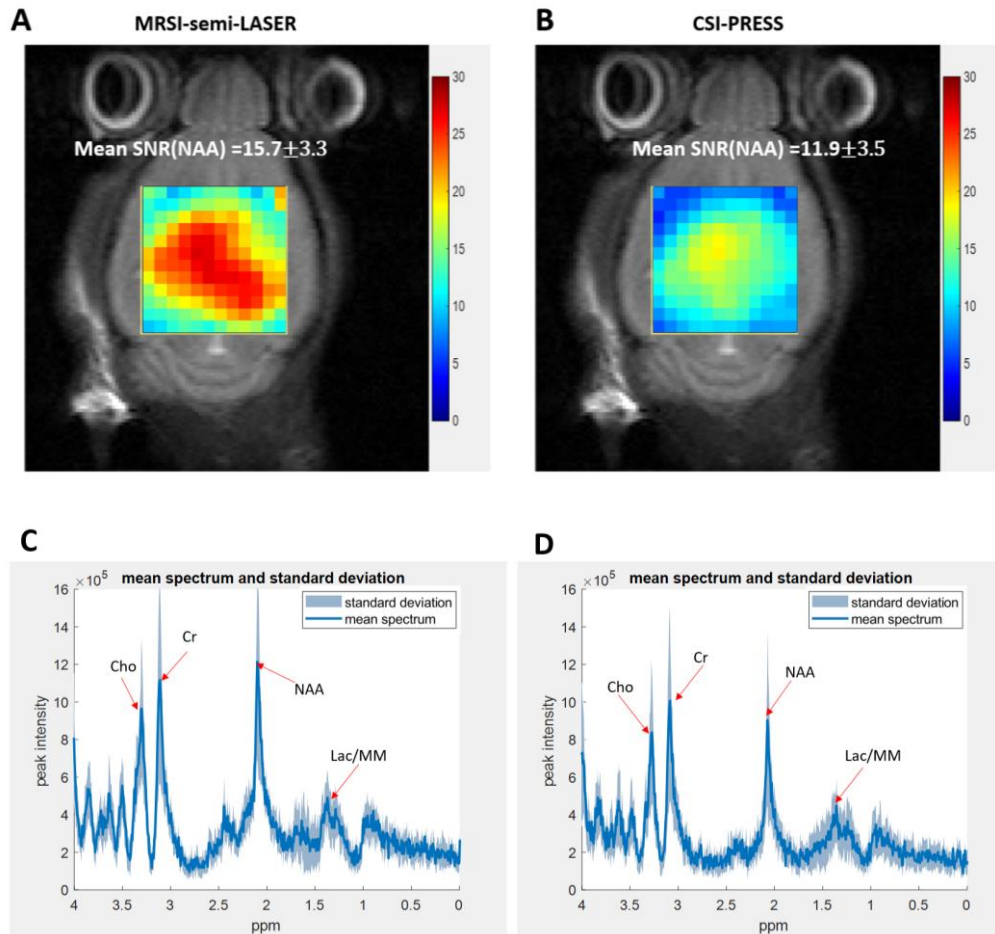 A
MRSI-semi-LASER
Mean SNR(NAA) =15.7±3.3
30
25
20
15
10
5
0
B
CSI-PRESS
Mean SNR(NAA) =11.9±3.5
30
25
20
15
10
5
0
C
×10⁵
mean spectrum and standard deviation
standard deviation
mean spectrum
Cho
Cr
NAA
Lac/MM
peak intensity
16
14
12
10
8
6
4
2
0
4 3.5 3 2.5 2 1.5 1 0.5 0
ppm
D
×10⁵
mean spectrum and standard deviation
standard deviation
mean spectrum
Cho
Cr
NAA
Lac/MM
peak intensity
16
14
12
10
8
6
4
2
0
4 3.5 3 2.5 2 1.5 1 0.5 0
ppm